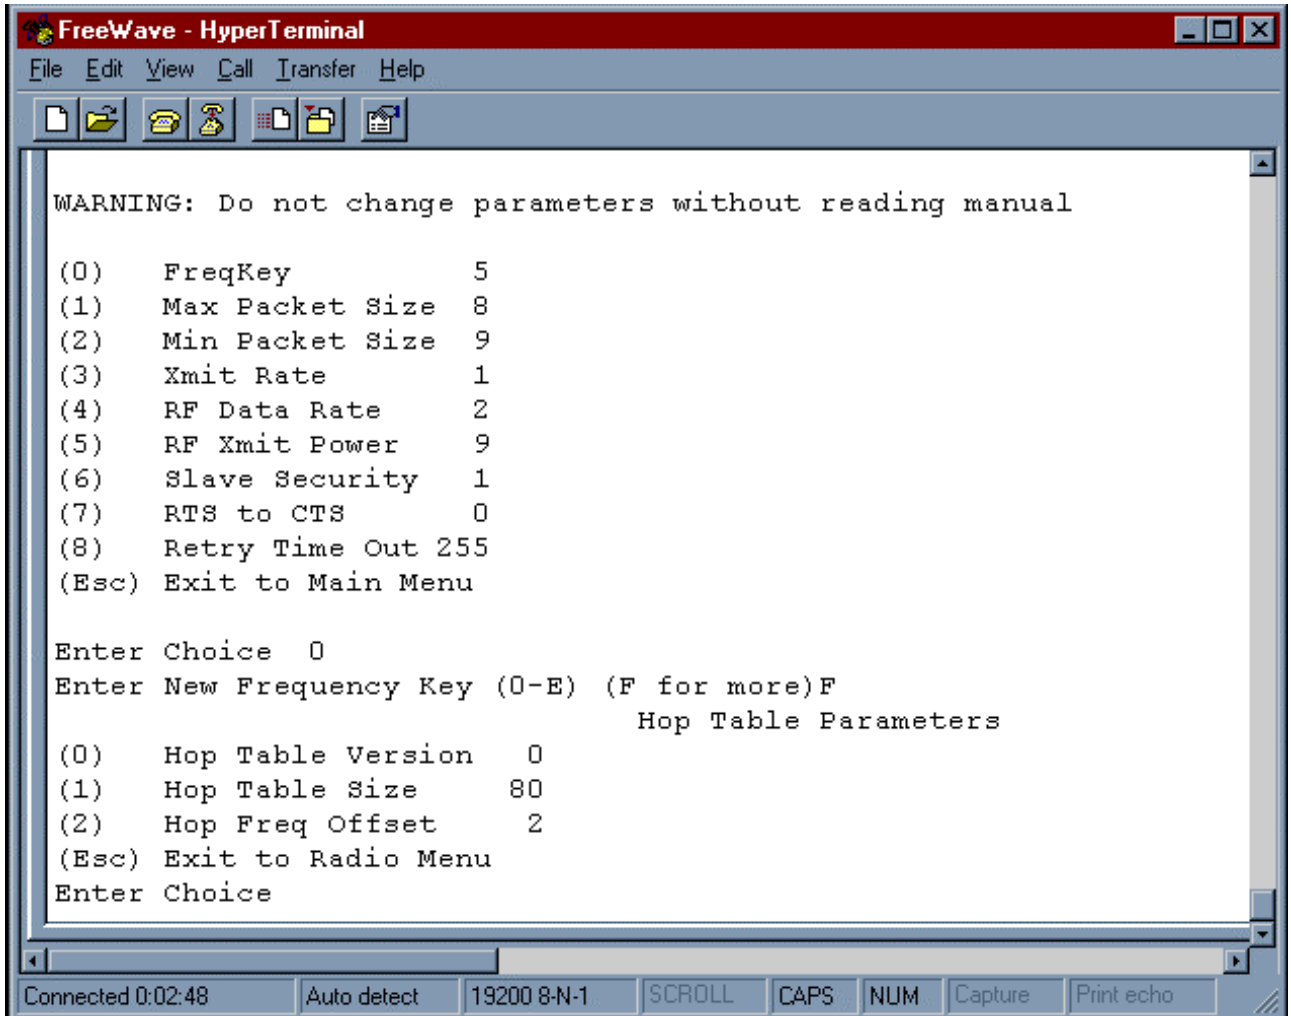 FreeWave - HyperTerminal
File Edit View Call Transfer Help
WARNING: Do not change parameters without reading manual
(0) FreqKey 5
(1) Max Packet Size 8
(2) Min Packet Size 9
(3) Xmit Rate 1
(4) RF Data Rate 2
(5) RF Xmit Power 9
(6) Slave Security 1
(7) RTS to CTS 0
(8) Retry Time Out 255
(Esc) Exit to Main Menu
Enter Choice 0
Enter New Frequency Key (0-E) (F for more)F
Hop Table Parameters
(0) Hop Table Version 0
(1) Hop Table Size 80
(2) Hop Freq Offset 2
(Esc) Exit to Radio Menu
Enter Choice
Connected 0:02:48 Auto detect 19200 8-N-1 SCROLL CAPS NUM Capture Print echo